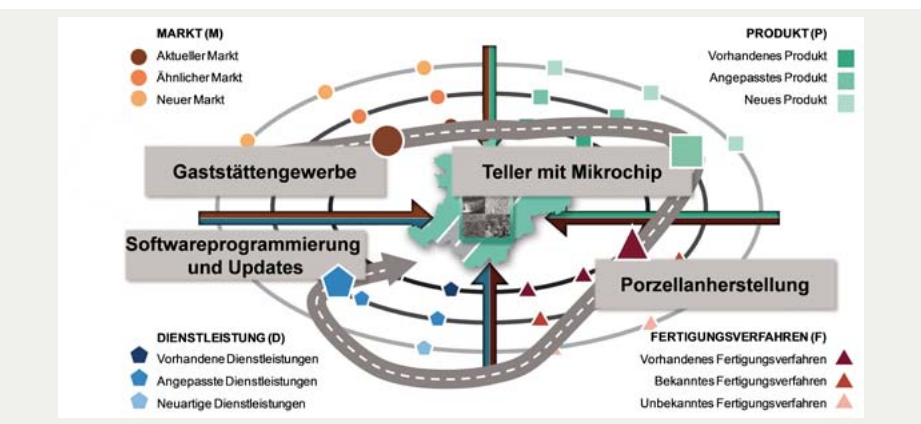 MARKT (M)
Aktueller Markt
Ähnlicher Markt
Neuer Markt
PRODUKT (P)
Vorhandenes Produkt
Angepasstes Produkt
Neues Produkt
Gaststättengewerbe
Teller mit Mikrochip
Softwareprogrammierung
und Updates
Porzellanherstellung
DIENSTLEISTUNG (D)
Vorhandene Dienstleistungen
Angepasste Dienstleistungen
Neuartige Dienstleistungen
FERTIGUNGSVERFAHREN (F)
Vorhandenes Fertigungsverfahren
Bekanntes Fertigungsverfahren
Unbekanntes Fertigungsverfahren